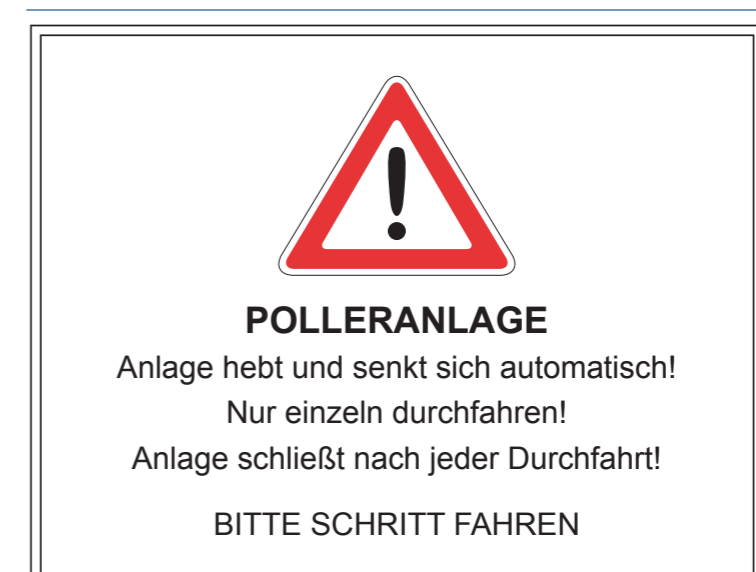 POLLERANLAGE
Anlage hebt und senkt sich automatisch!
Nur einzeln durchfahren!
Anlage schließt nach jeder Durchfahrt!
BITTE SCHRITT FAHREN